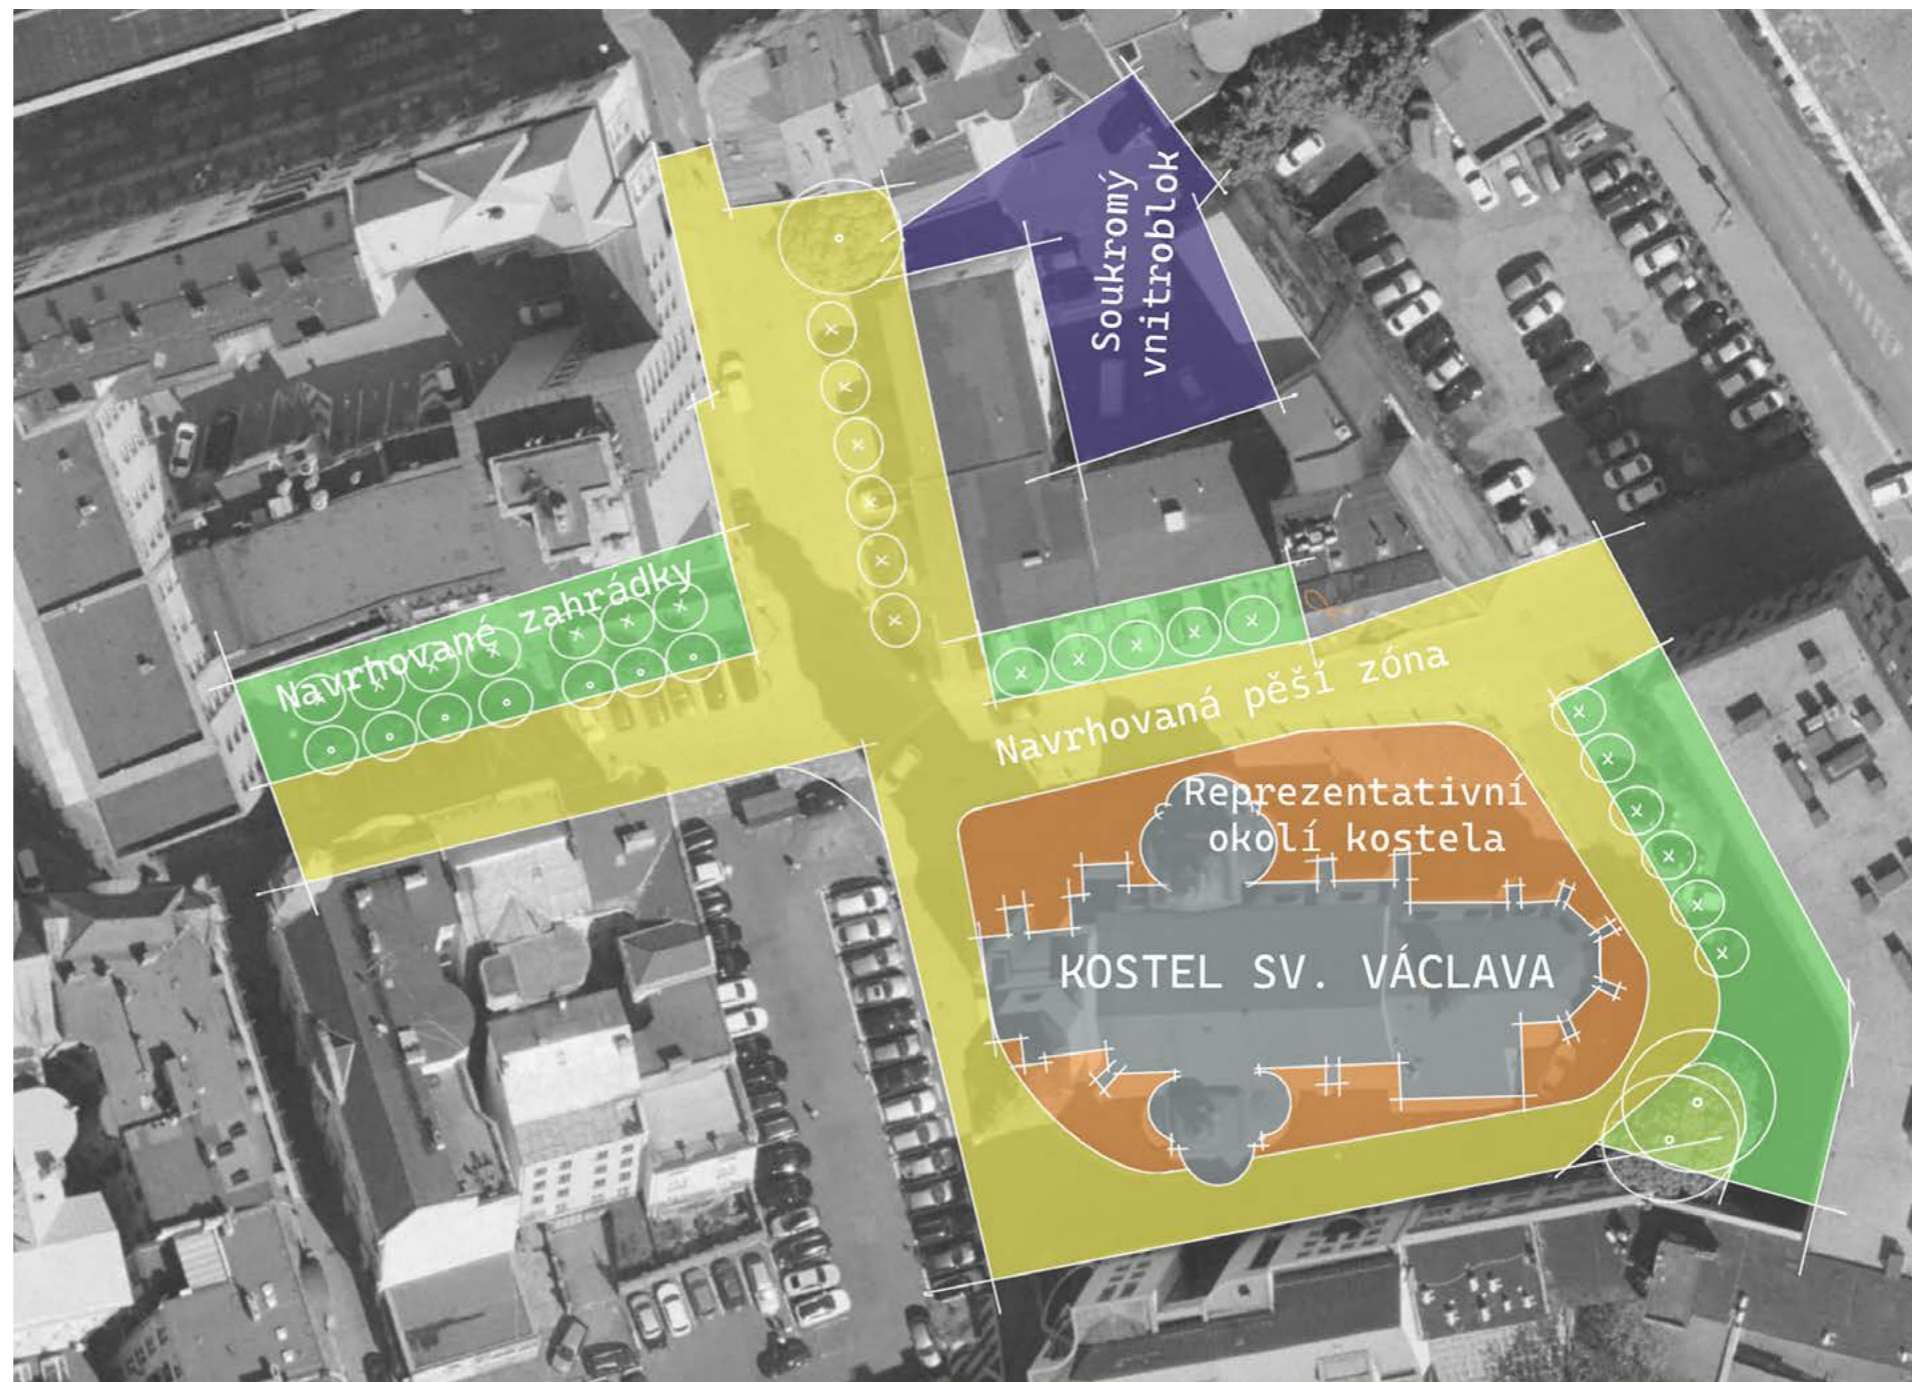 Soukromý
vnitroblok
Navrhované zahrádky
Navrhovaná pěší zóna
Reprezentativní
okolí kostela
KOSTEL SV. VÁCLAVA